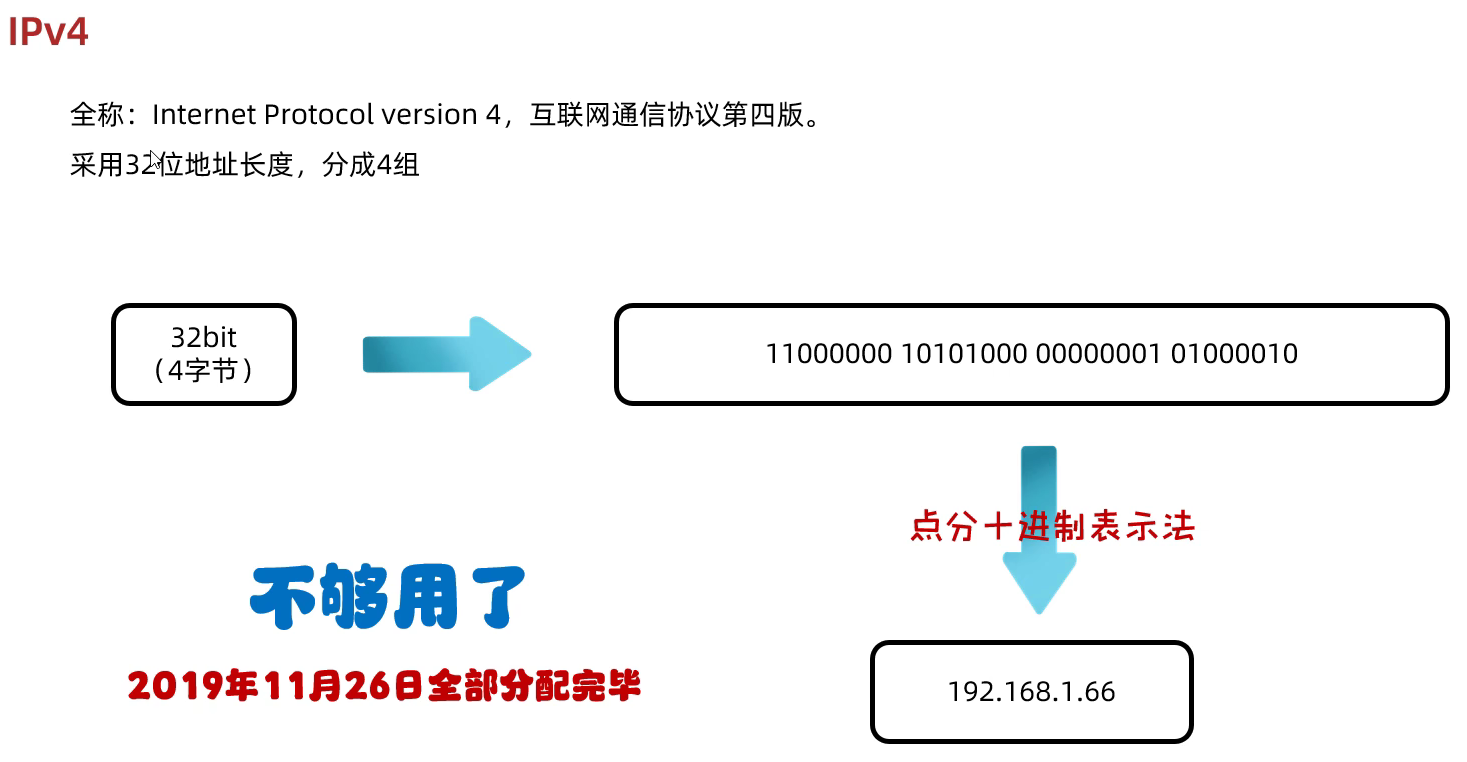 IPv4
全称：Internet Protocol version 4，互联网通信协议第四版。
采用32位地址长度，分成4组
32bit
（4字节）
11000000 10101000 00000001 01000010
点分十进制表示法
不够用了
2019年11月26日全部分配完毕
192.168.1.66